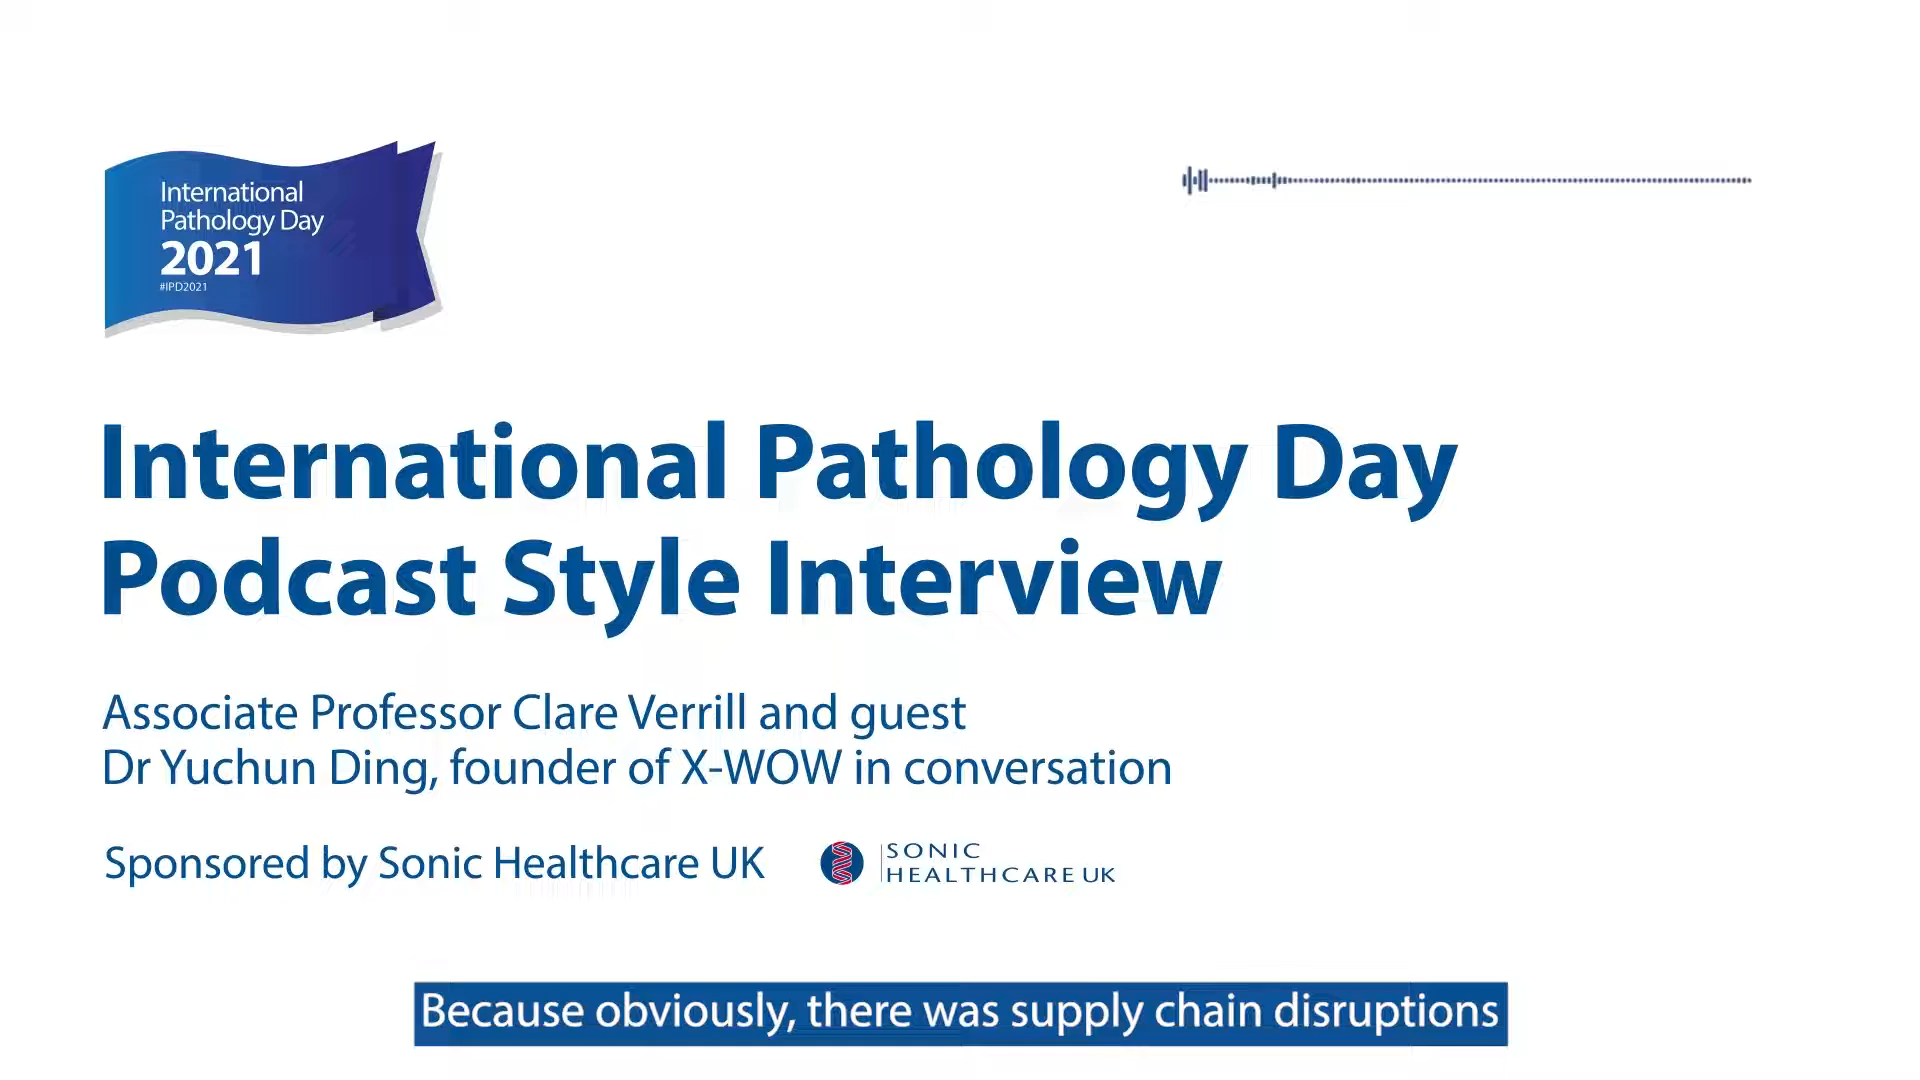 International
Pathology Day
2021
#IPD2021
International Pathology Day
Podcast Style Interview
Associate Professor Clare Verrill and guest
Dr Yuchun Ding, founder of X-WOW in conversation
Sponsored by Sonic Healthcare UK
SONIC
HEALTHCARE UK
Because obviously, there was supply chain disruptions